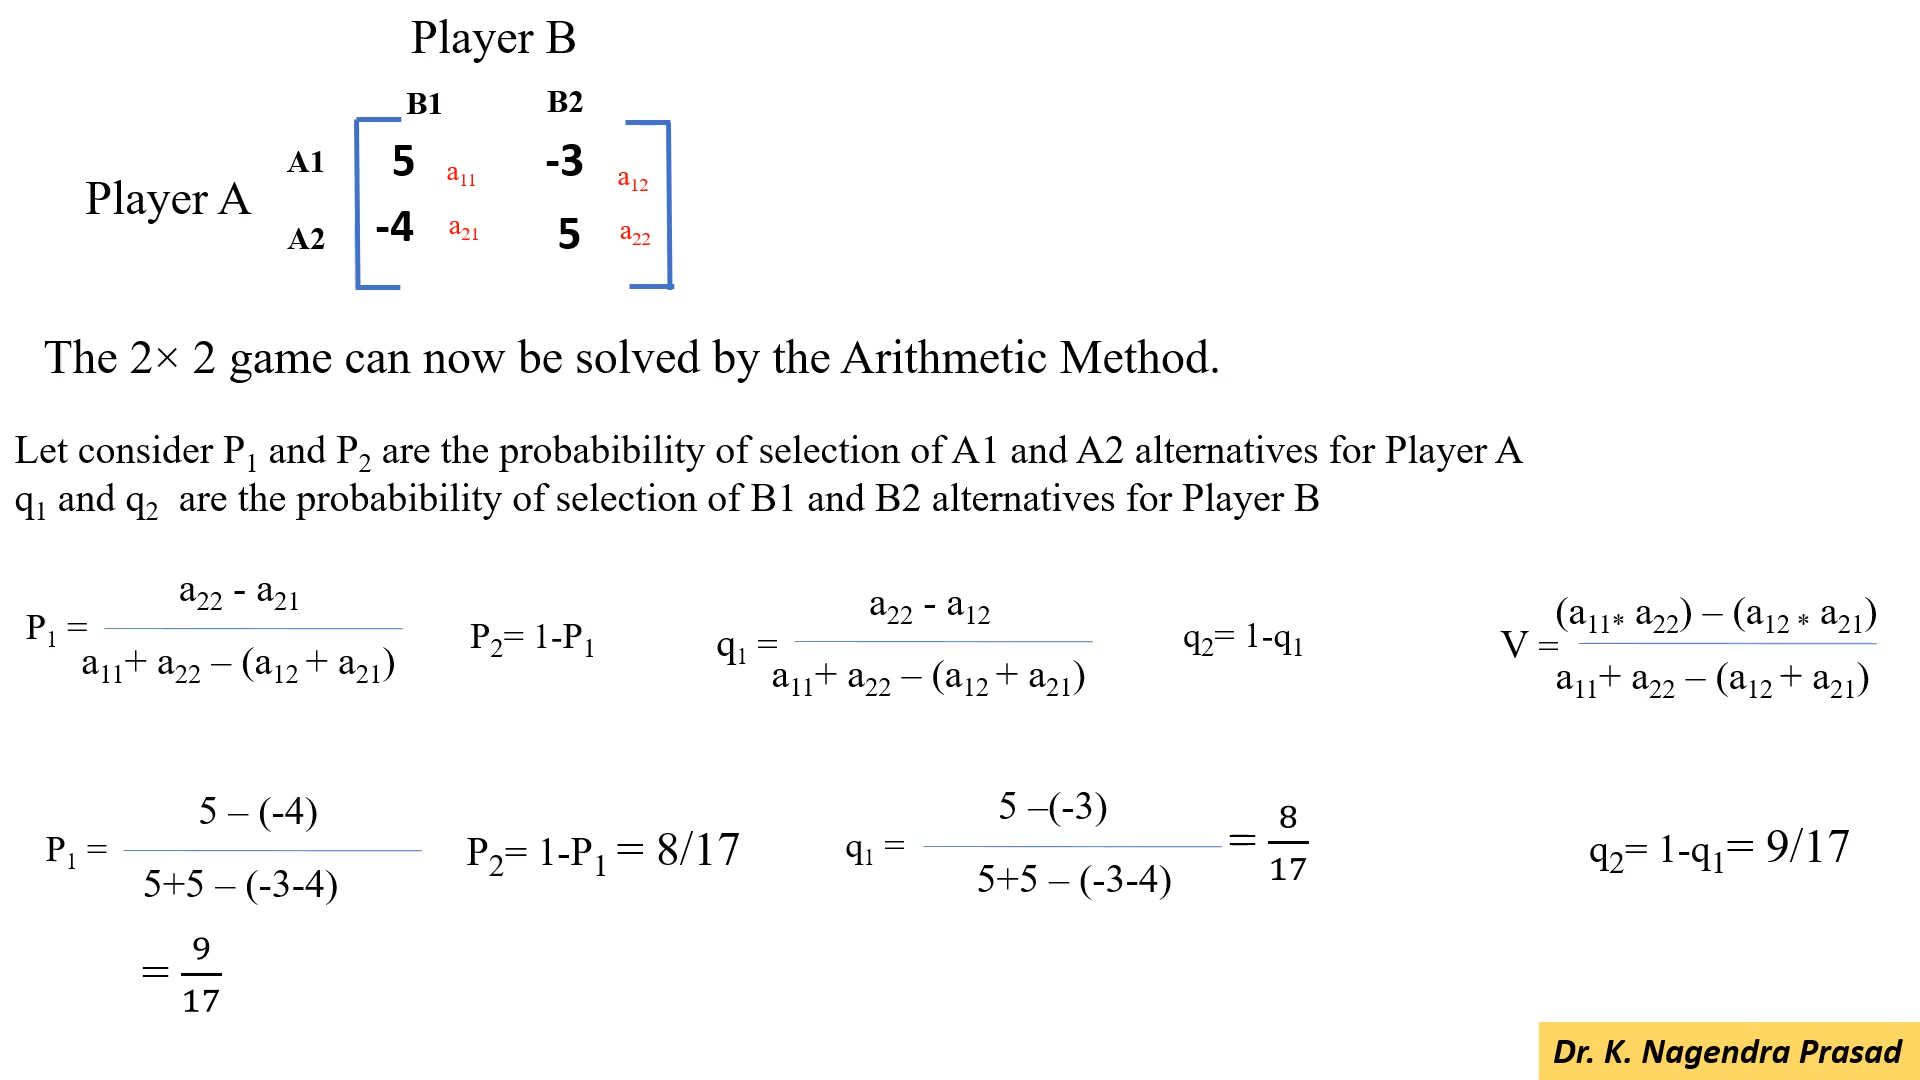 Player B
B1 B2
A1 5 a11 -3 a12
Player A
A2 -4 a21 5 a22
The 2× 2 game can now be solved by the Arithmetic Method.
Let consider P1 and P2 are the probabibility of selection of A1 and A2 alternatives for Player A
q1 and q2 are the probabibility of selection of B1 and B2 alternatives for Player B
P1 = a22 - a21 / a11+ a22 – (a12 + a21)
P2= 1-P1
q1 = a22 - a12 / a11+ a22 – (a12 + a21)
q2= 1-q1
V = (a11* a22) – (a12 * a21) / a11+ a22 – (a12 + a21)
P1 = 5 – (-4) / 5+5 – (-3-4)
= 9/17
P2= 1-P1 = 8/17
q1 = 5 –(-3) / 5+5 – (-3-4) = 8/17
q2= 1-q1= 9/17
Dr. K. Nagendra Prasad